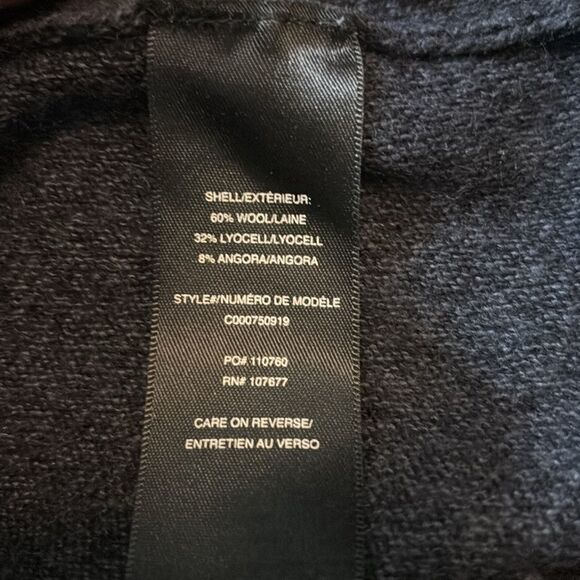 SHELL/EXTÉRIEUR:
60% WOOL/LAINE
32% LYOCELL/LYOCELL
8% ANGORA/ANGORA
STYLE#/NUMÉRO DE MODÈLE
C000750919
PO# 110760
RN# 107677
CARE ON REVERSE/
ENTRETIEN AU VERSO